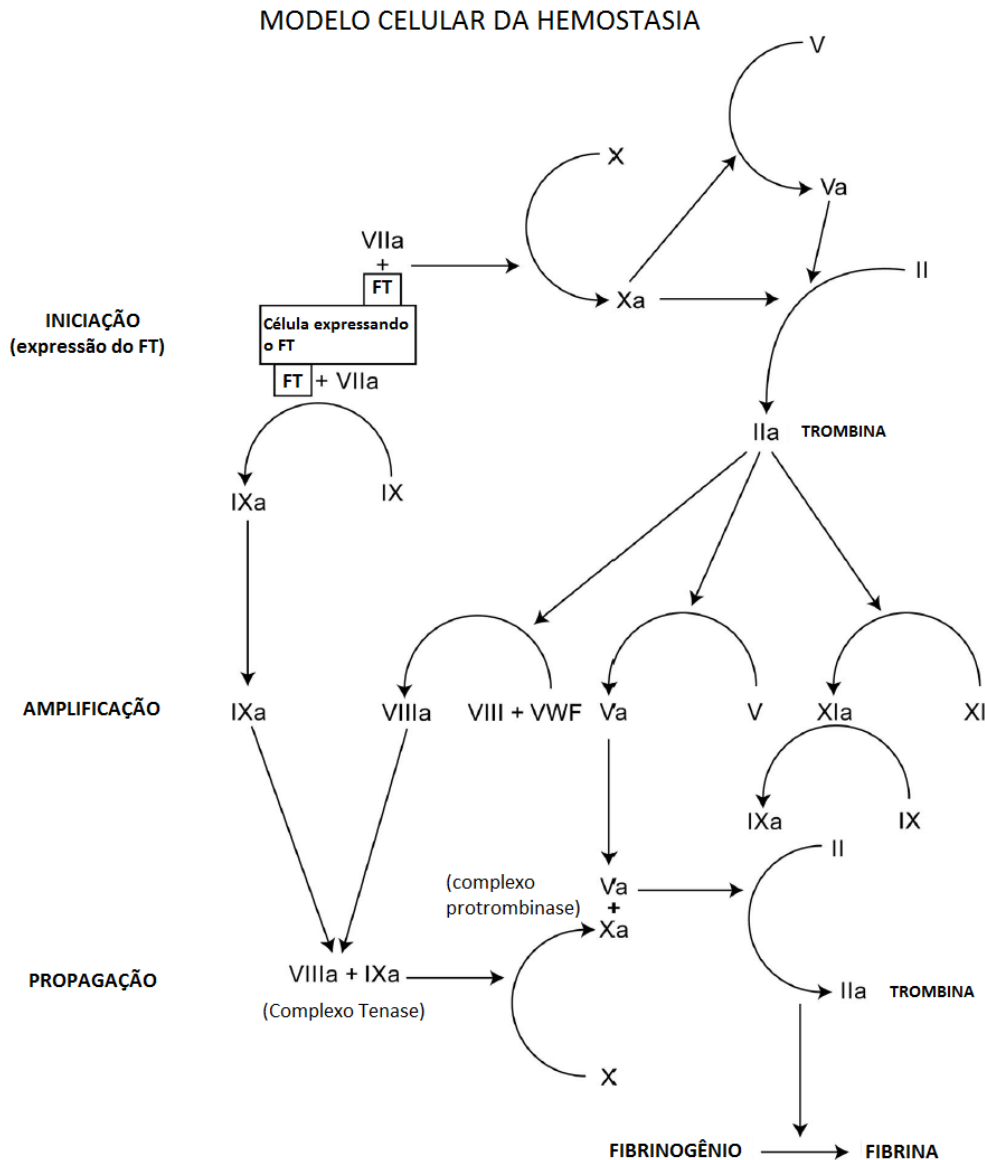 MODELO CELULAR DA HEMOSTASIA
V
X
Va
VIIa
+
FT
II
Xa
INICIAÇÃO
(expressão do FT)
Célula expressando
o FT
FT + VIIa
IIa TROMBINA
IXa
IX
AMPLIFICAÇÃO
IXa
VIIIa
VIII + VWF
Va
V
XIa
XI
IXa
IX
II
(complexo
protrombinase)
Va
+
Xa
PROPAGAÇÃO
VIIIa + IXa
(Complexo Tenase)
IIa TROMBINA
X
FIBRINOGÊNIO
FIBRINA